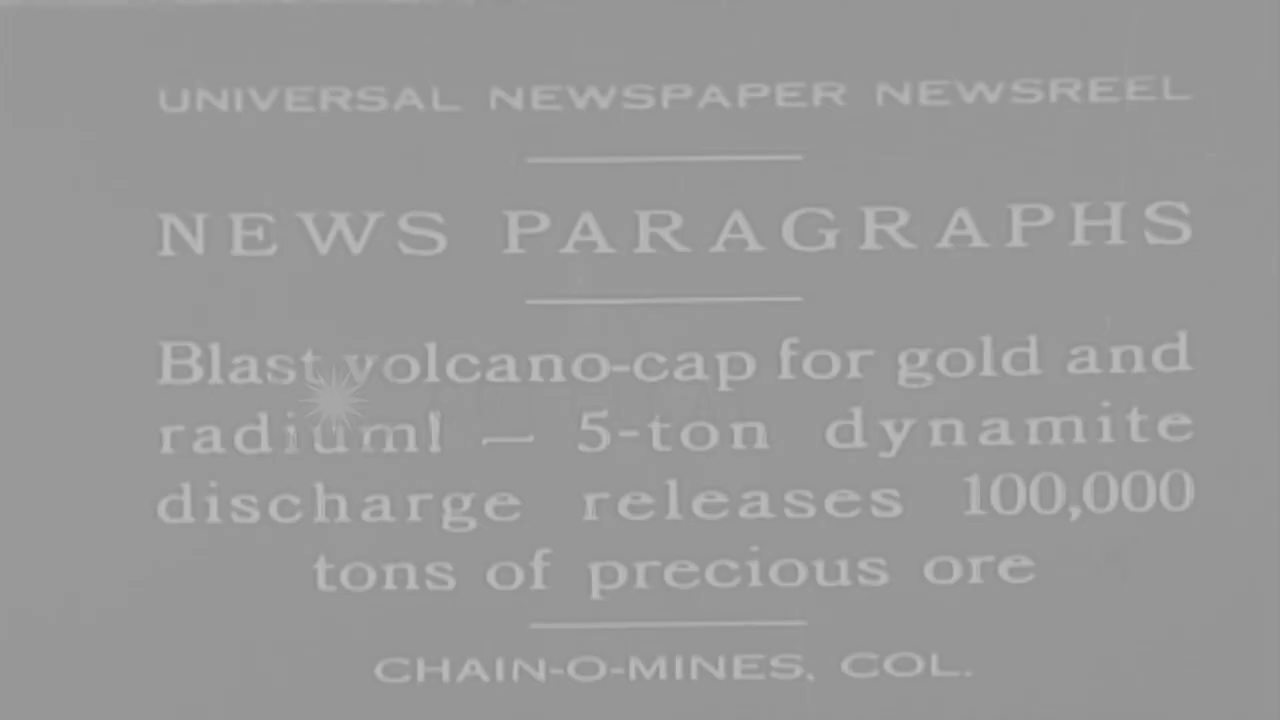 UNIVERSAL NEWSPAPER NEWSREEL
NEWS PARAGRAPHS
Blast volcano-cap for gold and
radium! — 5-ton dynamite
discharge releases 100,000
tons of precious ore
CHAIN-O-MINES, COL.